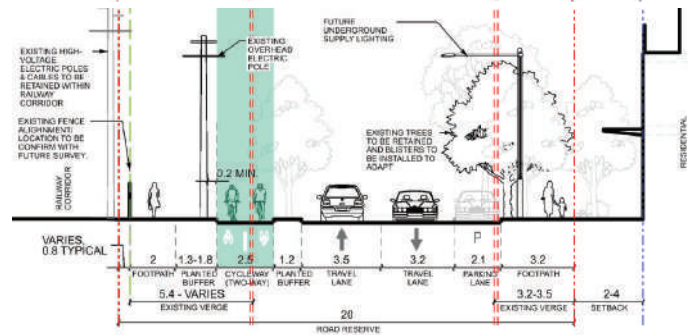 EXISTING HIGH-
VOLTAGE
ELECTRIC POLES
& CABLES TO BE
RETAINED WITHIN
RAILWAY
CORRIDOR
EXISTING FENCE
ALIGNMENT/
LOCATION TO BE
CONFIRM WITH
FUTURE SURVEY.
RAILWAY
CORRIDOR
EXISTING
OVERHEAD
ELECTRIC
POLE
0.2 MIN.
FUTURE
UNDERGROUND
SUPPLY LIGHTING
EXISTING TREES
TO BE RETAINED
AND BLISTERS TO
BE INSTALLED TO
ADAPT
RESIDENTIAL
P
VARIES,
0.8 TYPICAL
2 1.3-1.8 2.5 1.2 3.5 3.2 2.1 3.2
FOOTPATH PLANTED CYCLEWAY PLANTED TRAVEL TRAVEL PARKING FOOTPATH
BUFFER (TWO-WAY) BUFFER LANE LANE LANE
5.4 - VARIES 3.2-3.5 2-4
EXISTING VERGE EXISTING VERGE SETBACK
20
ROAD RESERVE